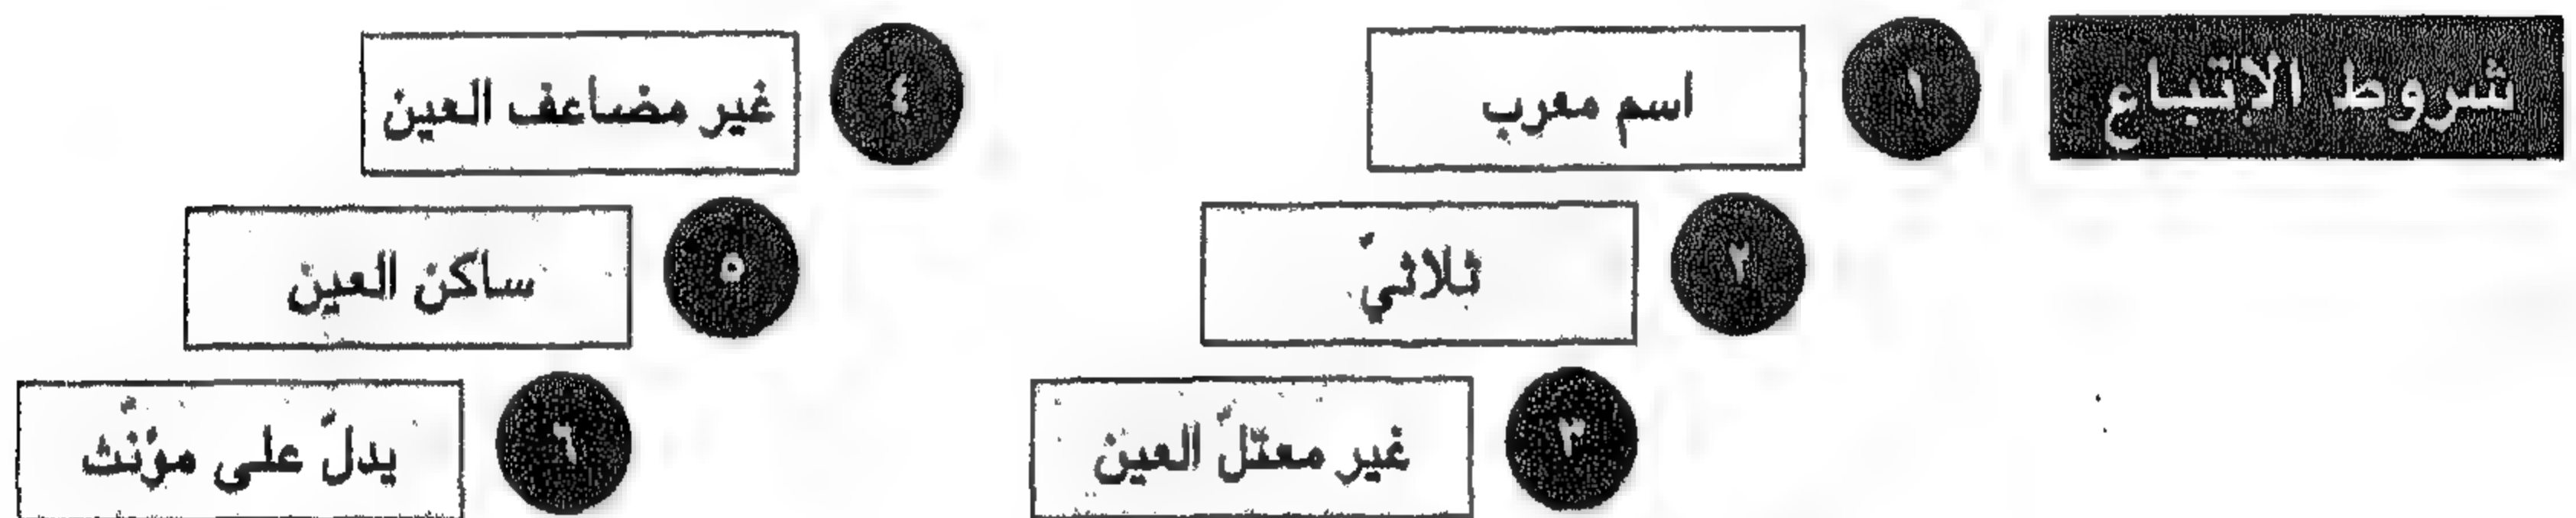 شروط الإتباع
١ اسم معرب
٢ ثلاثيّ
٣ غير معتلّ العين
٤ غير مضاعف العين
٥ ساكن العين
٦ يدلّ على مؤنّث